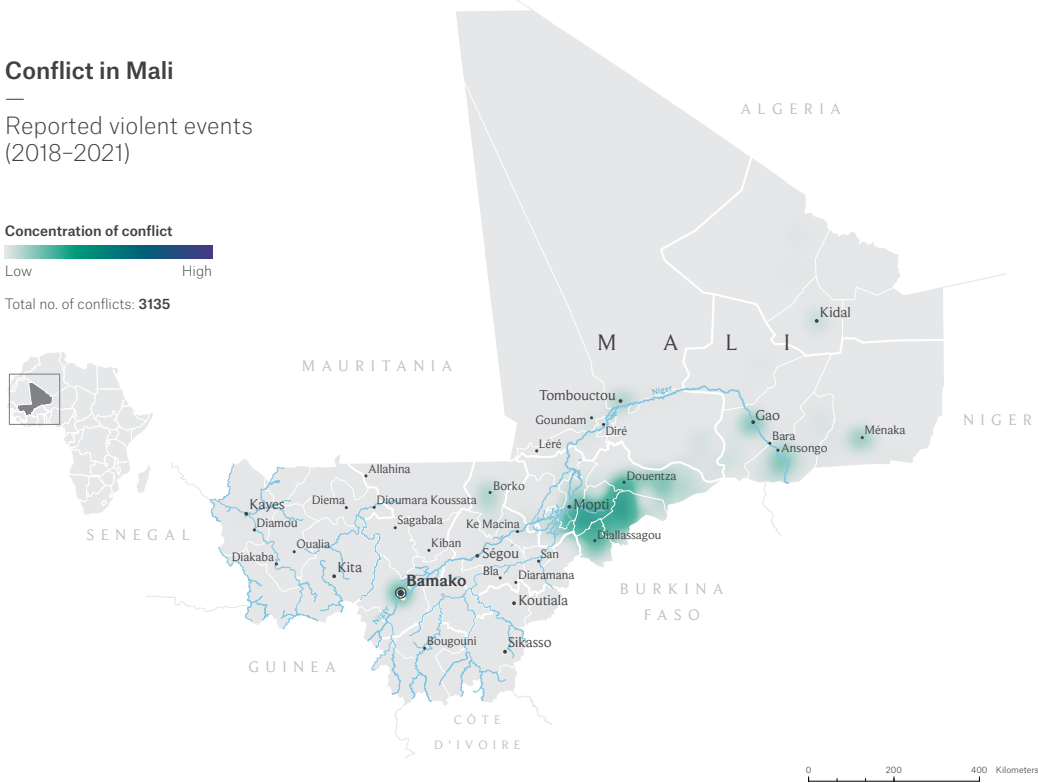 Conflict in Mali
—
Reported violent events
(2018–2021)
Concentration of conflict
Low
High
Total no. of conflicts: 3135
ALGERIA
MAURITANIA
MALI
NIGER
SENEGAL
GUINEA
BURKINA
FASO
CÔTE
D'IVOIRE
Kidal
Tombouctou
Niger
Goundam
Diré
Gao
Bara
Ansongo
Ménaka
Léré
Allahina
Borko
Douentza
Kayes
Diema
Dioumara Koussata
Mopti
Diamou
Sagabala
Ke Macina
Diallassagou
Oualia
Kiban
Diakaba
Ségou
San
Kita
Bla
Diaramana
Bamako
Koutiala
Niger
Bougouni
Sikasso
0
200
400
Kilometers